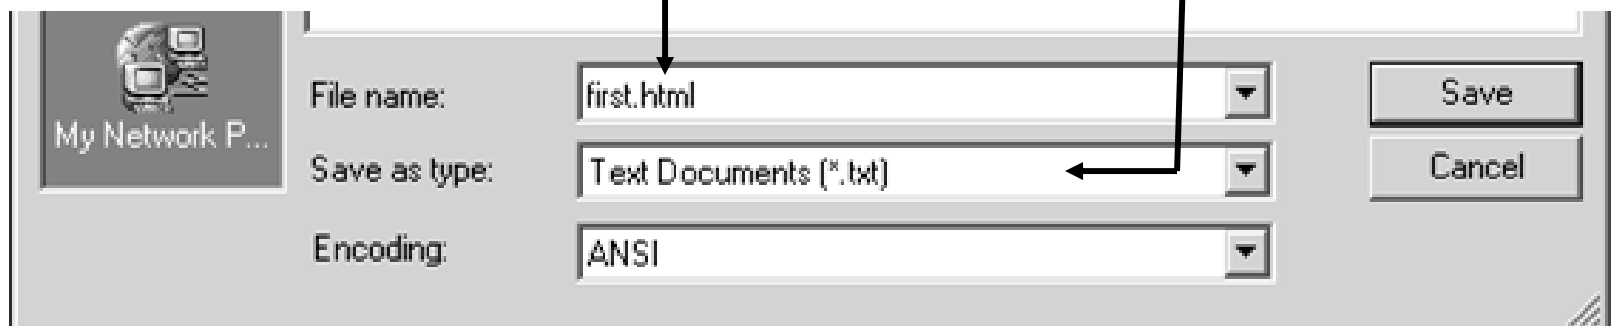 File name: first.html Save
My Network P...
Save as type: Text Documents (*.txt) Cancel
Encoding: ANSI